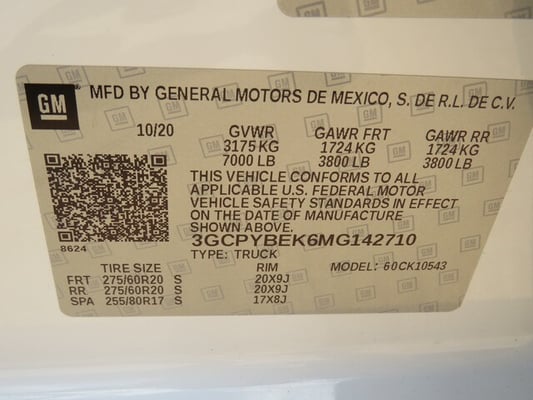 GM
GM MFD BY GENERAL MOTORS DE MEXICO, S. DE R.L. DE C.V.
10/20 GVWR GAWR FRT GAWR RR
3175 KG 1724 KG 1724 KG
7000 LB 3800 LB 3800 LB
THIS VEHICLE CONFORMS TO ALL
APPLICABLE U.S. FEDERAL MOTOR
VEHICLE SAFETY STANDARDS IN EFFECT
ON THE DATE OF MANUFACTURE
SHOWN ABOVE.
3GCPYBEK6MG142710
8624 TYPE: TRUCK
TIRE SIZE RIM MODEL: 60CK10543
FRT 275/60R20 S 20X9J
RR 275/60R20 S 20X9J
SPA 255/80R17 S 17X8J